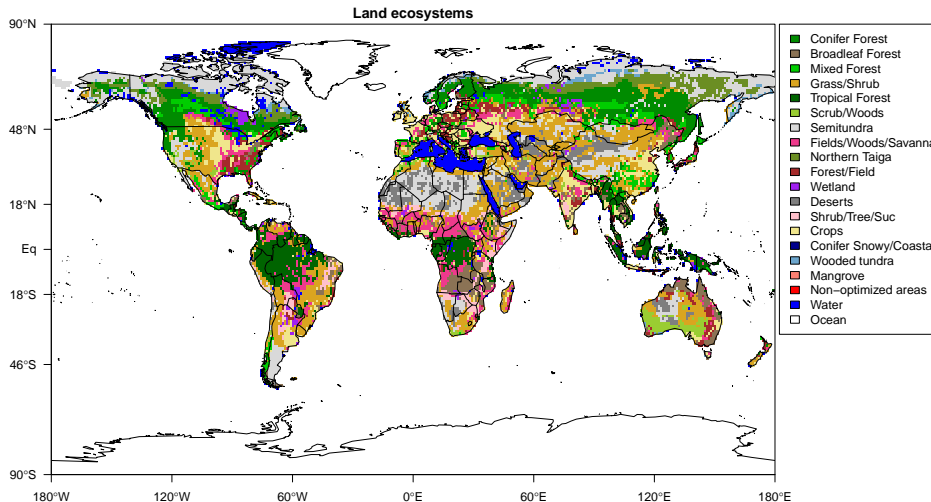 Land ecosystems
90°N
48°N
18°N
Eq
18°S
46°S
90°S
180°W
120°W
60°W
0°E
60°E
120°E
180°E
Conifer Forest
Broadleaf Forest
Mixed Forest
Grass/Shrub
Tropical Forest
Scrub/Woods
Semitundra
Fields/Woods/Savanna
Northern Taiga
Forest/Field
Wetland
Deserts
Shrub/Tree/Suc
Crops
Conifer Snowy/Coasta
Wooded tundra
Mangrove
Non−optimized areas
Water
Ocean